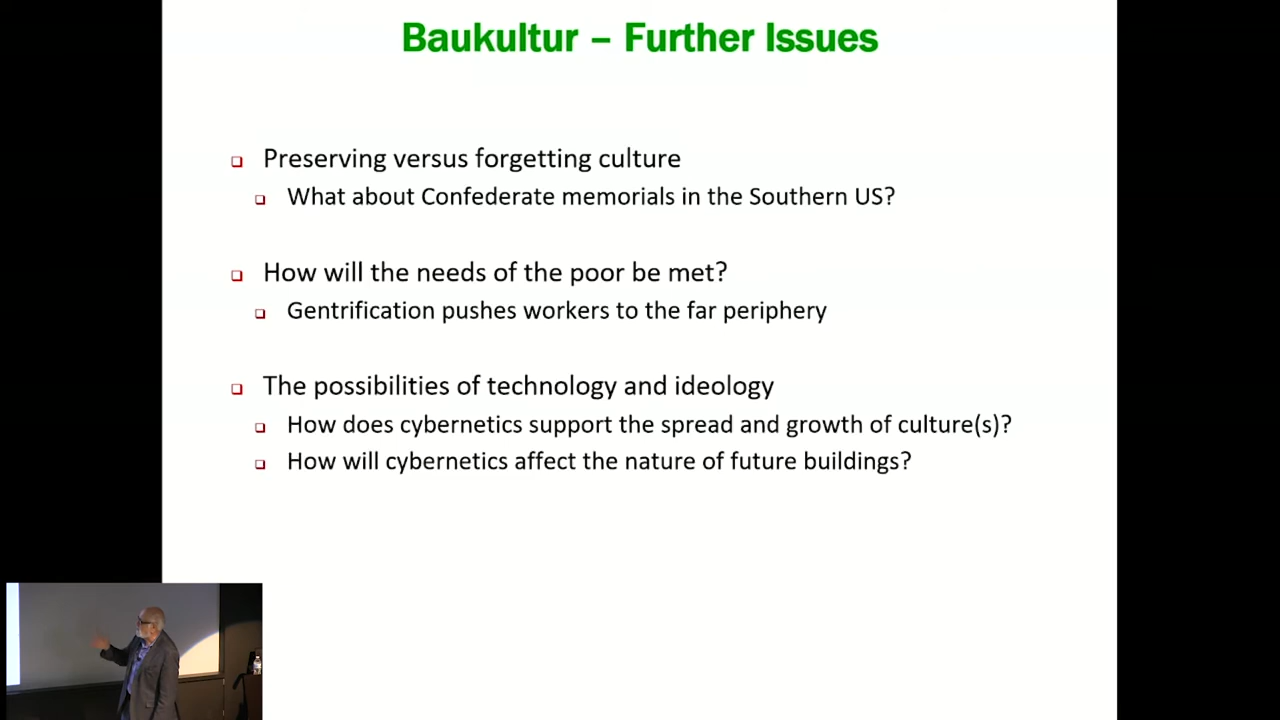 Baukultur – Further Issues
Preserving versus forgetting culture
What about Confederate memorials in the Southern US?
How will the needs of the poor be met?
Gentrification pushes workers to the far periphery
The possibilities of technology and ideology
How does cybernetics support the spread and growth of culture(s)?
How will cybernetics affect the nature of future buildings?